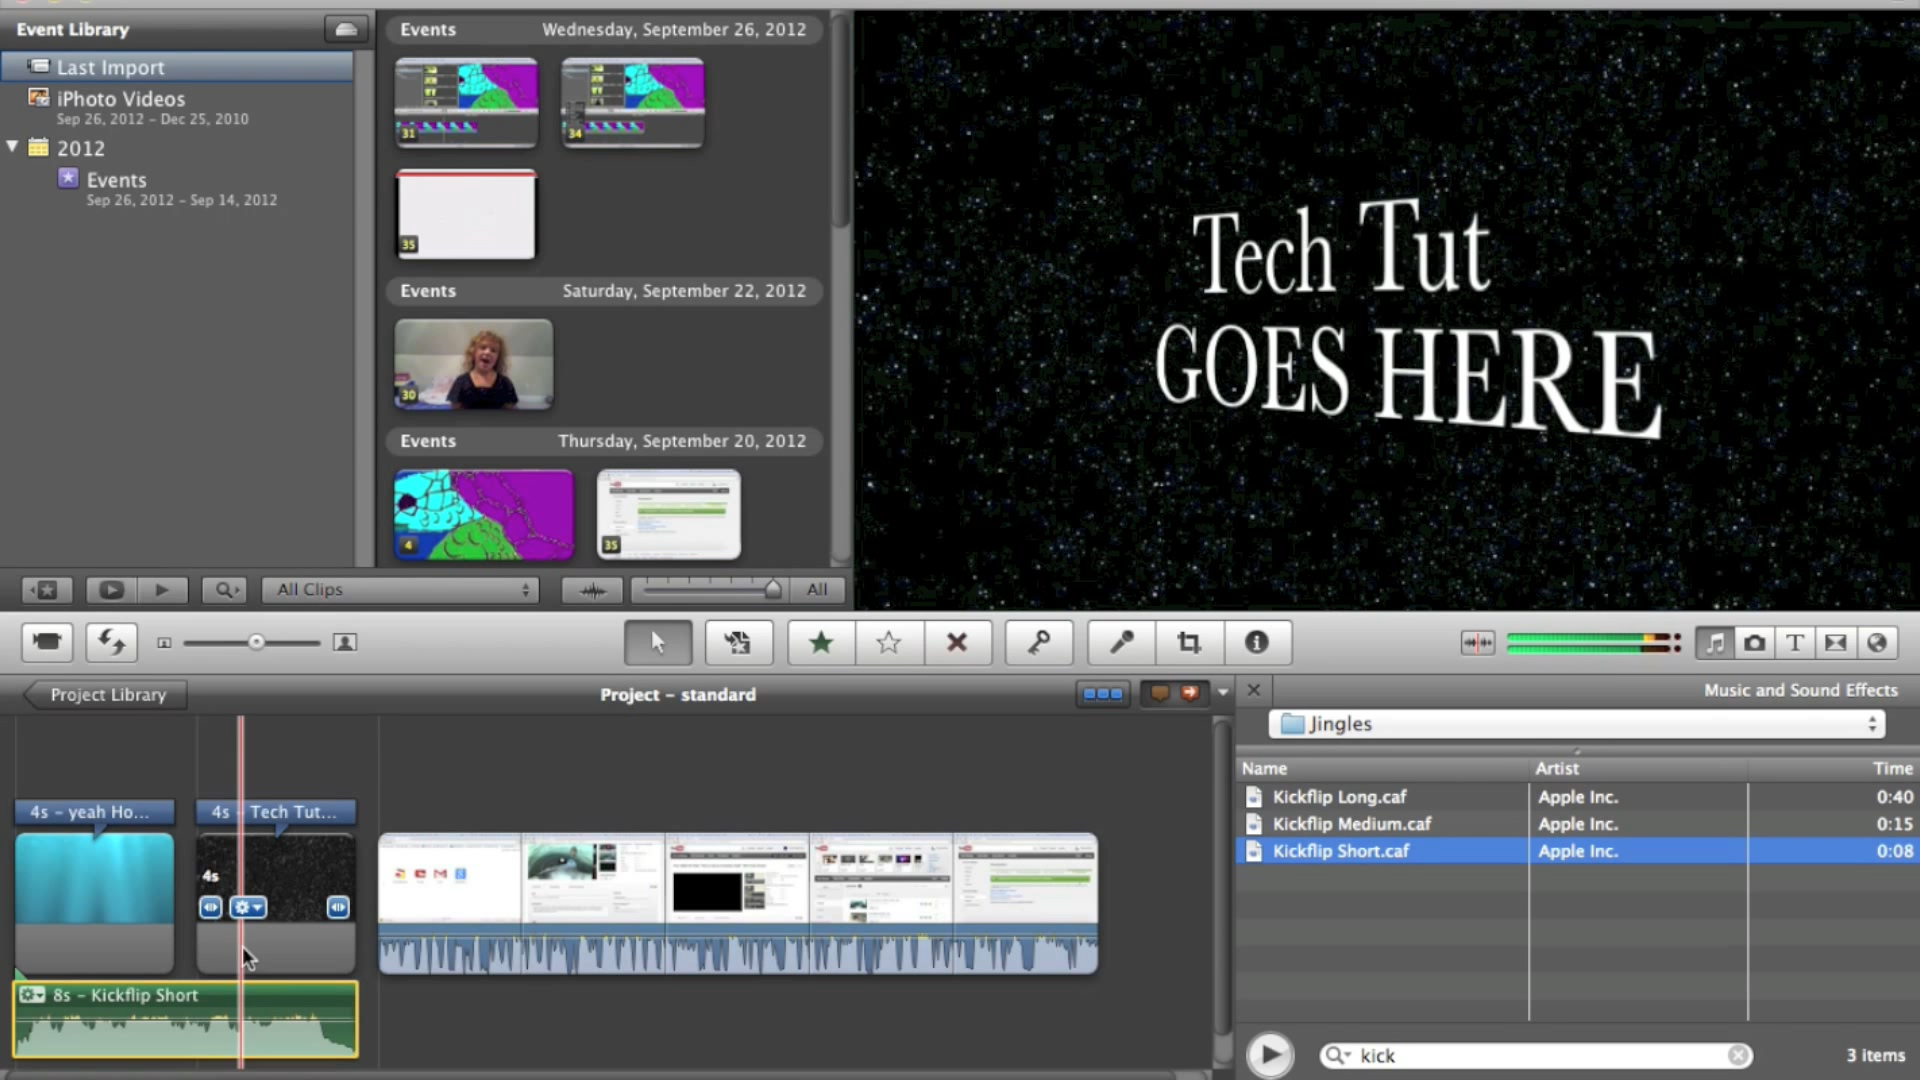 Event Library
Last Import
iPhoto Videos
Sep 26, 2012 – Dec 25, 2010
2012
Events
Sep 26, 2012 – Sep 14, 2012
Events Wednesday, September 26, 2012
31
34
35
Events Saturday, September 22, 2012
30
Events Thursday, September 20, 2012
4
35
All Clips
All
Tech Tut
GOES HERE
Project Library
Project – standard
4s – yeah Ho...
4s – Tech Tut...
4s
8s – Kickflip Short
Music and Sound Effects
Jingles
Name Artist Time
Kickflip Long.caf Apple Inc. 0:40
Kickflip Medium.caf Apple Inc. 0:15
Kickflip Short.caf Apple Inc. 0:08
kick
3 items